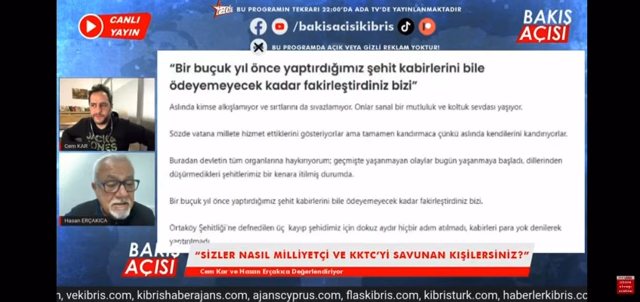 BU PROGRAMIN TEKRARI 22:00'DA ADA TV'DE YAYINLANMAKTADIR
CANLI
YAYIN
/bakisacisikibris
BU PROGRAMDA AÇIK VEYA GİZLİ REKLAM YOKTUR!
BAKIŞ
AÇISI
"Bir buçuk yıl önce yaptırdığımız şehit kabirlerini bile
ödeyemeyecek kadar fakirleştirdiniz bizi"
Aslında kimse alkışlamıyor ve sırtlarını da sıvazlamıyor. Onlar sanal bir mutluluk ve koltuk sevdası yaşıyor.
Sözde vatana millete hizmet ettiklerini gösteriyorlar ama tamamen kandırmaca çünkü aslında kendilerini kandırıyorlar.
Buradan devletin tüm organlarına haykırıyorum; geçmişte yaşanmayan olaylar bugün yaşanmaya başladı, dillerinden
düşürmedikleri şehitlerimiz bir kenara itilmiş durumda.
Bir buçuk yıl önce yaptırdığımız şehit kabirlerini bile ödeyemeyecek kadar fakirleştirdiniz bizi.
Ortaköy Şehitliği'ne defnedilen üç kayıp şehidimiz için dokuz aydır hiçbir adım atılmadı, kabirleri para yok denilerek
yaptırılmadı
Cem KAR
Hasan ERÇAKICA
BAKIŞ
AÇISI
"SİZLER NASIL MİLLİYETÇİ VE KKTC'Yİ SAVUNAN KİŞİLERSİNİZ?"
Cem Kar ve Hasan Erçakıca Değerlendiriyor
m, vekibris.com, kibrishaberajans.com, ajanscyprus.com, flaskibris.com, kibristurk.com, haberlerkibris.co